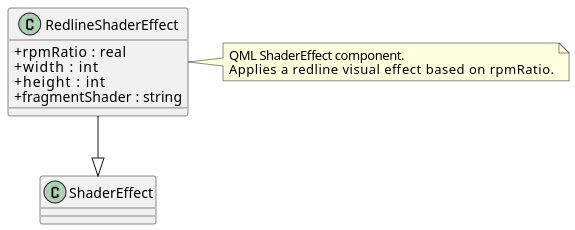 C RedlineShaderEffect
+rpmRatio : real
+width : int
+height : int
+fragmentShader : string
QML ShaderEffect component.
Applies a redline visual effect based on rpmRatio.
C ShaderEffect